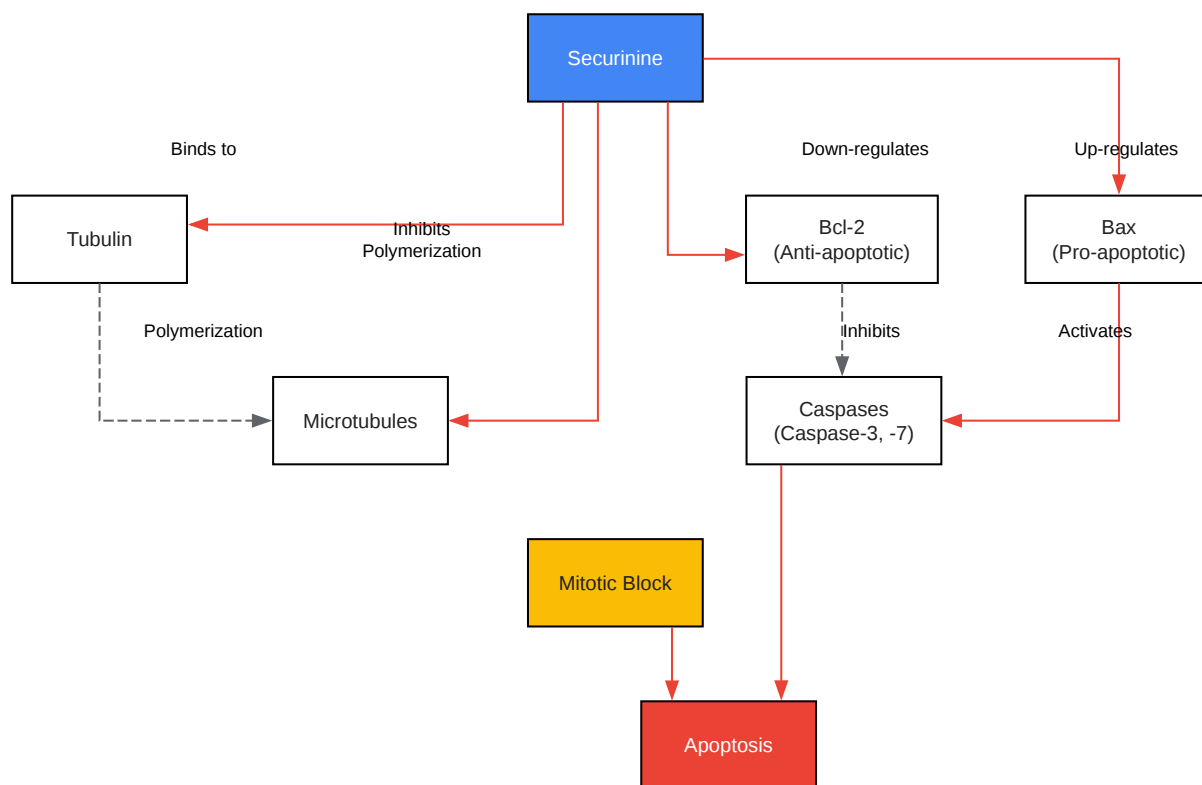 Securinine
Binds to
Down-regulates
Up-regulates
Tubulin
Inhibits
Polymerization
Bcl-2
(Anti-apoptotic)
Bax
(Pro-apoptotic)
Polymerization
Inhibits
Activates
Microtubules
Caspases
(Caspase-3, -7)
Mitotic Block
Apoptosis